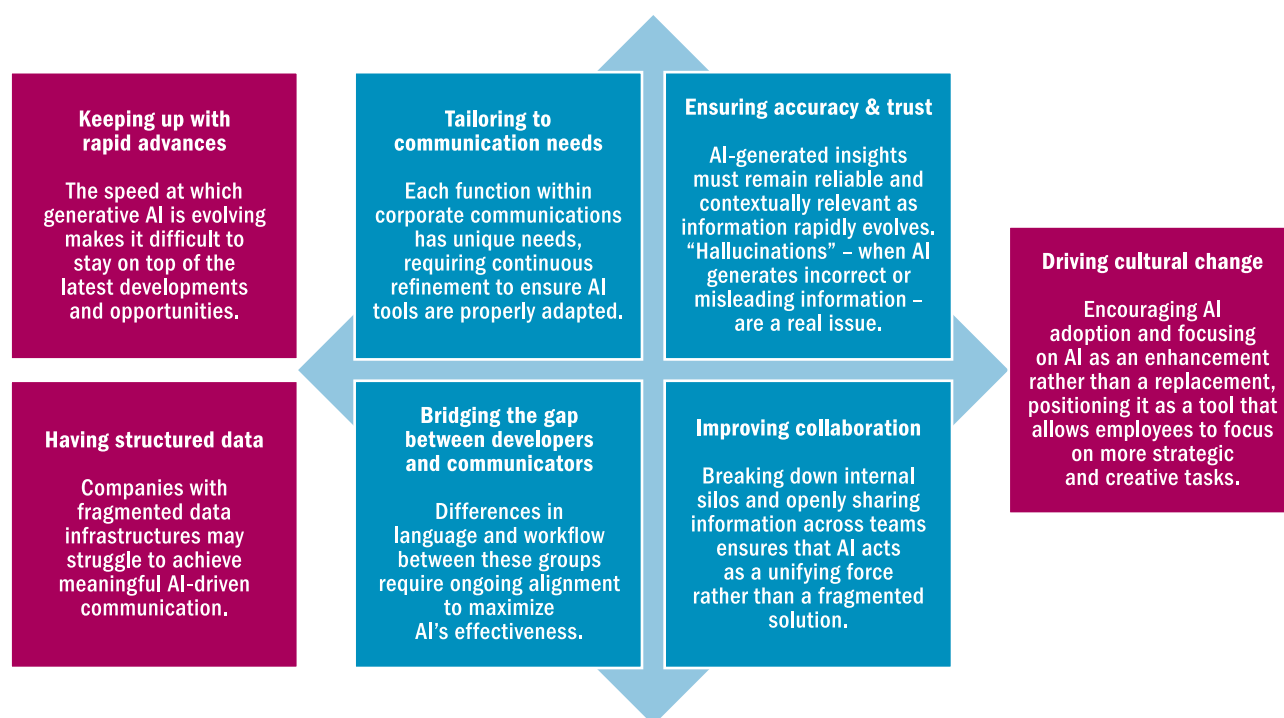 Keeping up with
rapid advances
The speed at which
generative AI is evolving
makes it difficult to
stay on top of the
latest developments
and opportunities.
Tailoring to
communication needs
Each function within
corporate communications
has unique needs,
requiring continuous
refinement to ensure AI
tools are properly adapted.
Ensuring accuracy & trust
AI-generated insights
must remain reliable and
contextually relevant as
information rapidly evolves.
“Hallucinations” – when AI
generates incorrect or
misleading information –
are a real issue.
Driving cultural change
Encouraging AI
adoption and focusing
on AI as an enhancement
rather than a replacement,
positioning it as a tool that
allows employees to focus
on more strategic
and creative tasks.
Having structured data
Companies with
fragmented data
infrastructures may
struggle to achieve
meaningful AI-driven
communication.
Bridging the gap
between developers
and communicators
Differences in
language and workflow
between these groups
require ongoing alignment
to maximize
AI’s effectiveness.
Improving collaboration
Breaking down internal
silos and openly sharing
information across teams
ensures that AI acts
as a unifying force
rather than a fragmented
solution.